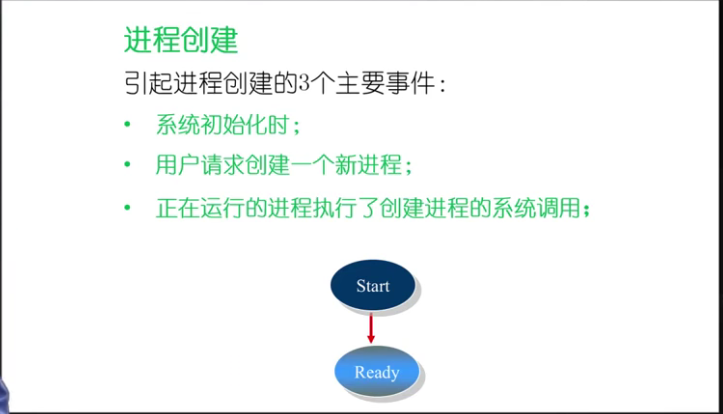 进程创建
引起进程创建的3个主要事件：
• 系统初始化时；
• 用户请求创建一个新进程；
• 正在运行的进程执行了创建进程的系统调用；
Start
Ready